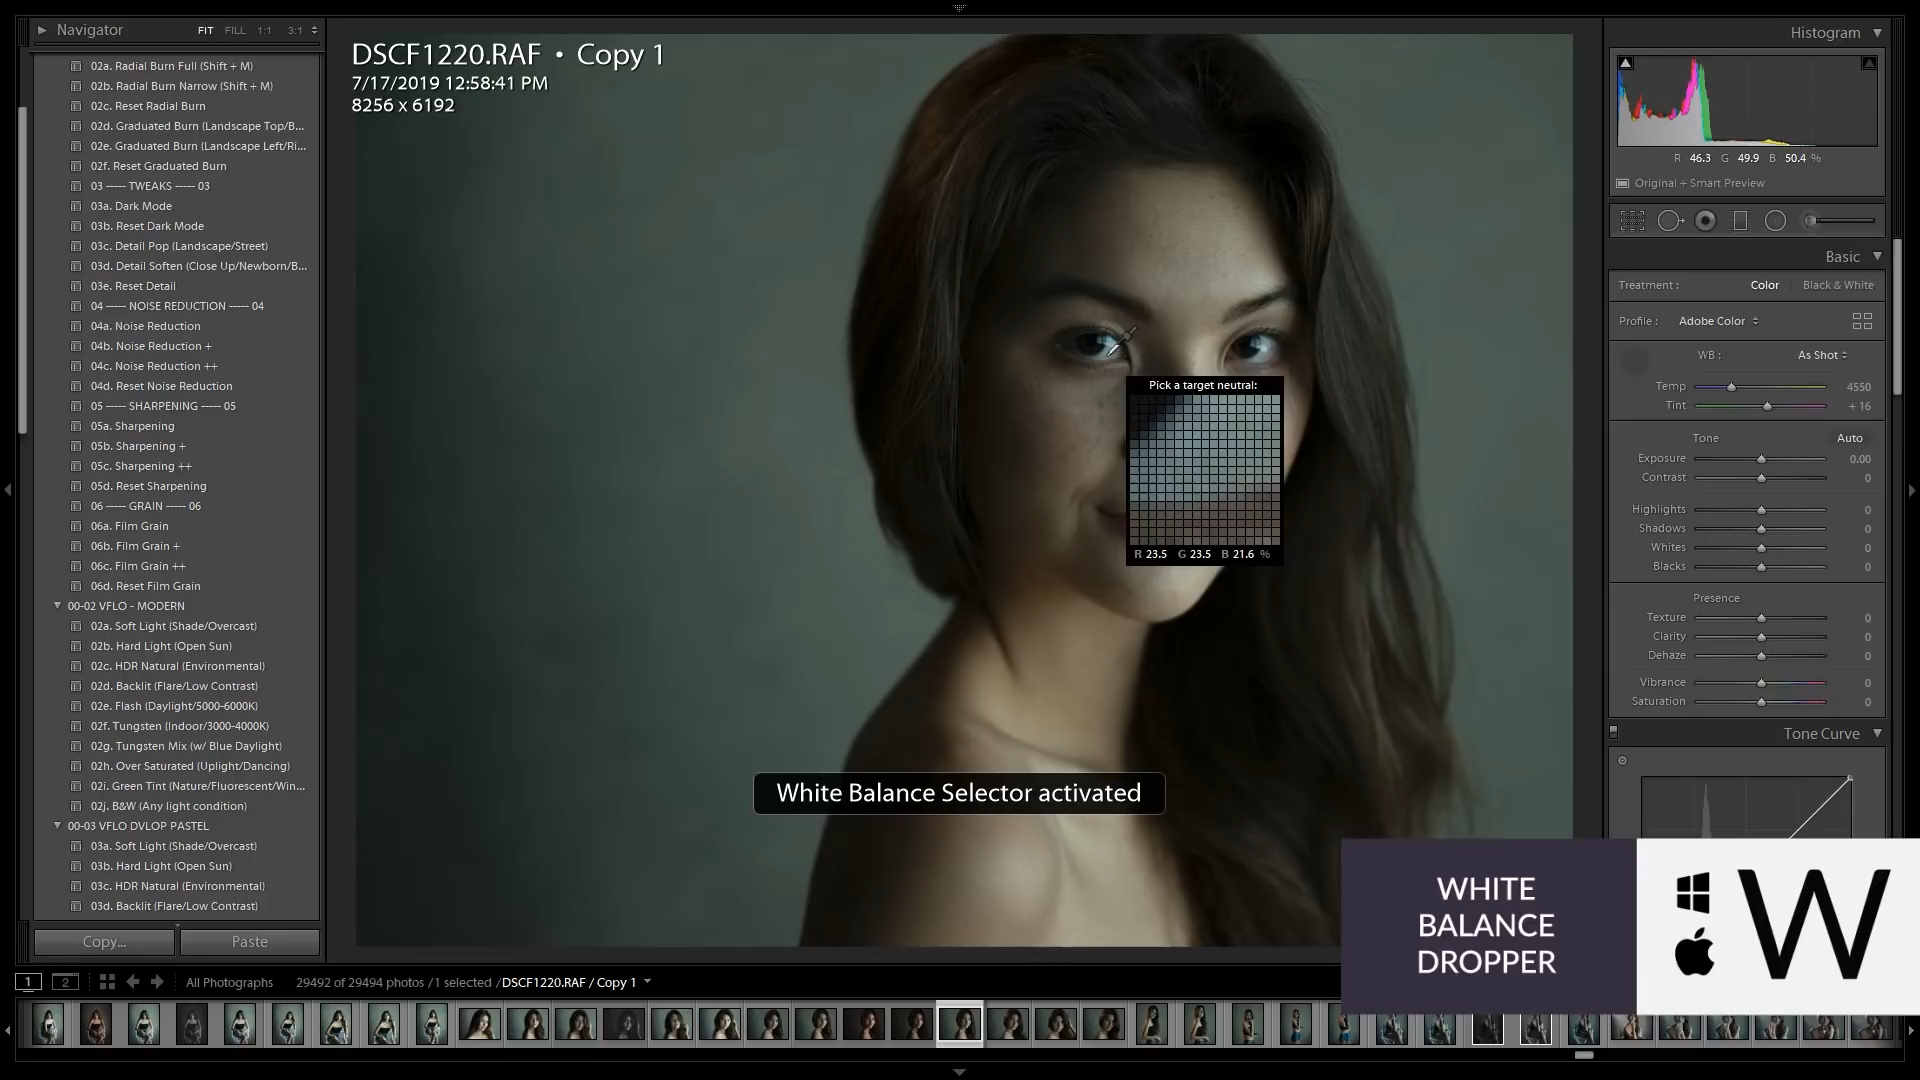 Navigator
FIT FILL 1:1 3:1
02a. Radial Burn Full (Shift + M)
02b. Radial Burn Narrow (Shift + M)
02c. Reset Radial Burn
02d. Graduated Burn (Landscape Top/B...
02e. Graduated Burn (Landscape Left/Ri...
02f. Reset Graduated Burn
03 ----- TWEAKS ----- 03
03a. Dark Mode
03b. Reset Dark Mode
03c. Detail Pop (Landscape/Street)
03d. Detail Soften (Close Up/Newborn/B...
03e. Reset Detail
04 ----- NOISE REDUCTION ----- 04
04a. Noise Reduction
04b. Noise Reduction +
04c. Noise Reduction ++
04d. Reset Noise Reduction
05 ----- SHARPENING ----- 05
05a. Sharpening
05b. Sharpening +
05c. Sharpening ++
05d. Reset Sharpening
06 ----- GRAIN ----- 06
06a. Film Grain
06b. Film Grain +
06c. Film Grain ++
06d. Reset Film Grain
00-02 VFLO - MODERN
02a. Soft Light (Shade/Overcast)
02b. Hard Light (Open Sun)
02c. HDR Natural (Environmental)
02d. Backlit (Flare/Low Contrast)
02e. Flash (Daylight/5000-6000K)
02f. Tungsten (Indoor/3000-4000K)
02g. Tungsten Mix (w/ Blue Daylight)
02h. Over Saturated (Uplight/Dancing)
02i. Green Tint (Nature/Fluorescent/Win...
02j. B&W (Any light condition)
00-03 VFLO DVLOP PASTEL
03a. Soft Light (Shade/Overcast)
03b. Hard Light (Open Sun)
03c. HDR Natural (Environmental)
03d. Backlit (Flare/Low Contrast)
Copy... Paste
DSCF1220.RAF • Copy 1
7/17/2019 12:58:41 PM
8256 x 6192
Pick a target neutral:
R 23.5 G 23.5 B 21.6 %
White Balance Selector activated
Histogram
R 46.3 G 49.9 B 50.4 %
Original + Smart Preview
Basic
Treatment : Color Black & White
Profile : Adobe Color
WB : As Shot
Temp 4550
Tint + 16
Tone Auto
Exposure 0.00
Contrast 0
Highlights 0
Shadows 0
Whites 0
Blacks 0
Presence
Texture 0
Clarity 0
Dehaze 0
Vibrance 0
Saturation 0
Tone Curve
WHITE
BALANCE
DROPPER
W
1 2 All Photographs 29492 of 29494 photos /1 selected /DSCF1220.RAF / Copy 1